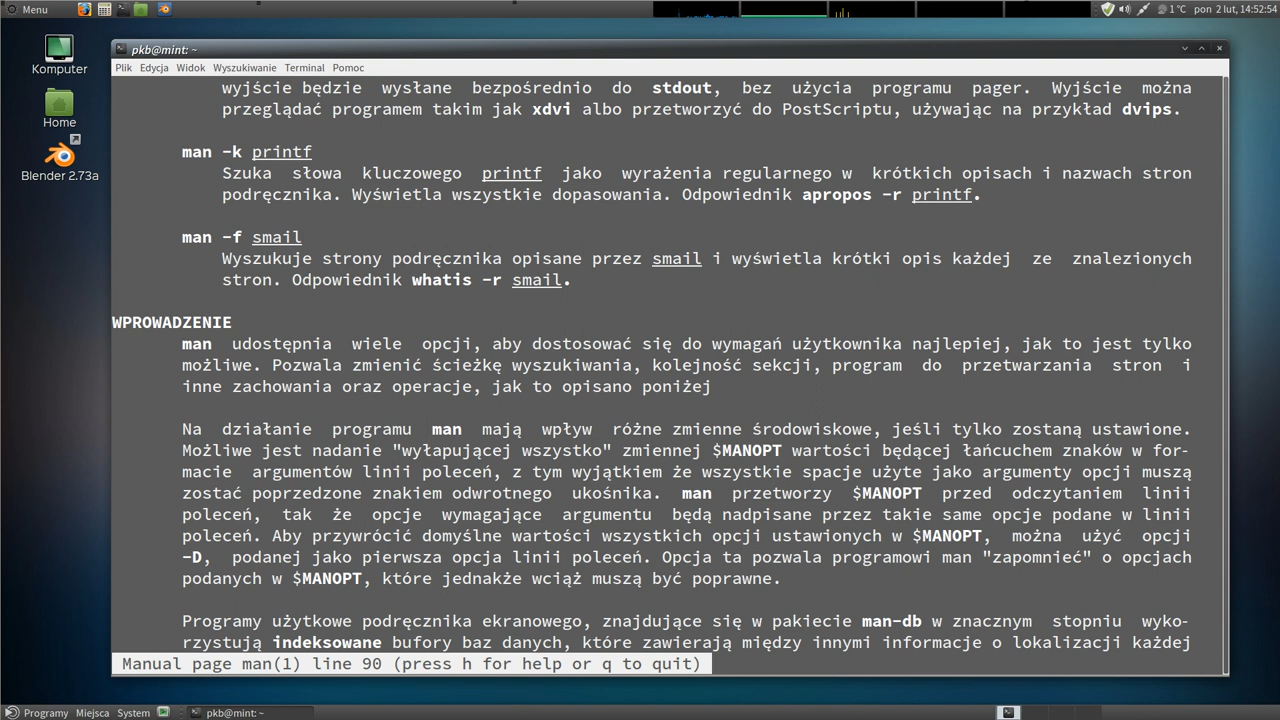 Menu
1 °C pon 2 lut, 14:52:54
Komputer
Home
Blender 2.73a
pkb@mint: ~
Plik Edycja Widok Wyszukiwanie Terminal Pomoc
wyjście będzie wysłane bezpośrednio do stdout, bez użycia programu pager. Wyjście można
przeglądać programem takim jak xdvi albo przetworzyć do PostScriptu, używając na przykład dvips.
man -k printf
Szuka słowa kluczowego printf jako wyrażenia regularnego w krótkich opisach i nazwach stron
podręcznika. Wyświetla wszystkie dopasowania. Odpowiednik apropos -r printf.
man -f smail
Wyszukuje strony podręcznika opisane przez smail i wyświetla krótki opis każdej ze znalezionych
stron. Odpowiednik whatis -r smail.
WPROWADZENIE
man udostępnia wiele opcji, aby dostosować się do wymagań użytkownika najlepiej, jak to jest tylko
możliwe. Pozwala zmienić ścieżkę wyszukiwania, kolejność sekcji, program do przetwarzania stron i
inne zachowania oraz operacje, jak to opisano poniżej
Na działanie programu man mają wpływ różne zmienne środowiskowe, jeśli tylko zostaną ustawione.
Możliwe jest nadanie "wyłapującej wszystko" zmiennej $MANOPT wartości będącej łańcuchem znaków w for-
macie argumentów linii poleceń, z tym wyjątkiem że wszystkie spacje użyte jako argumenty opcji muszą
zostać poprzedzone znakiem odwrotnego ukośnika. man przetworzy $MANOPT przed odczytaniem linii
poleceń, tak że opcje wymagające argumentu będą nadpisane przez takie same opcje podane w linii
poleceń. Aby przywrócić domyślne wartości wszystkich opcji ustawionych w $MANOPT, można użyć opcji
-D, podanej jako pierwsza opcja linii poleceń. Opcja ta pozwala programowi man "zapomnieć" o opcjach
podanych w $MANOPT, które jednakże wciąż muszą być poprawne.
Programy użytkowe podręcznika ekranowego, znajdujące się w pakiecie man-db w znacznym stopniu wyko-
rzystują indeksowane bufory baz danych, które zawierają między innymi informacje o lokalizacji każdej
Manual page man(1) line 90 (press h for help or q to quit)
Programy Miejsca System pkb@mint: ~